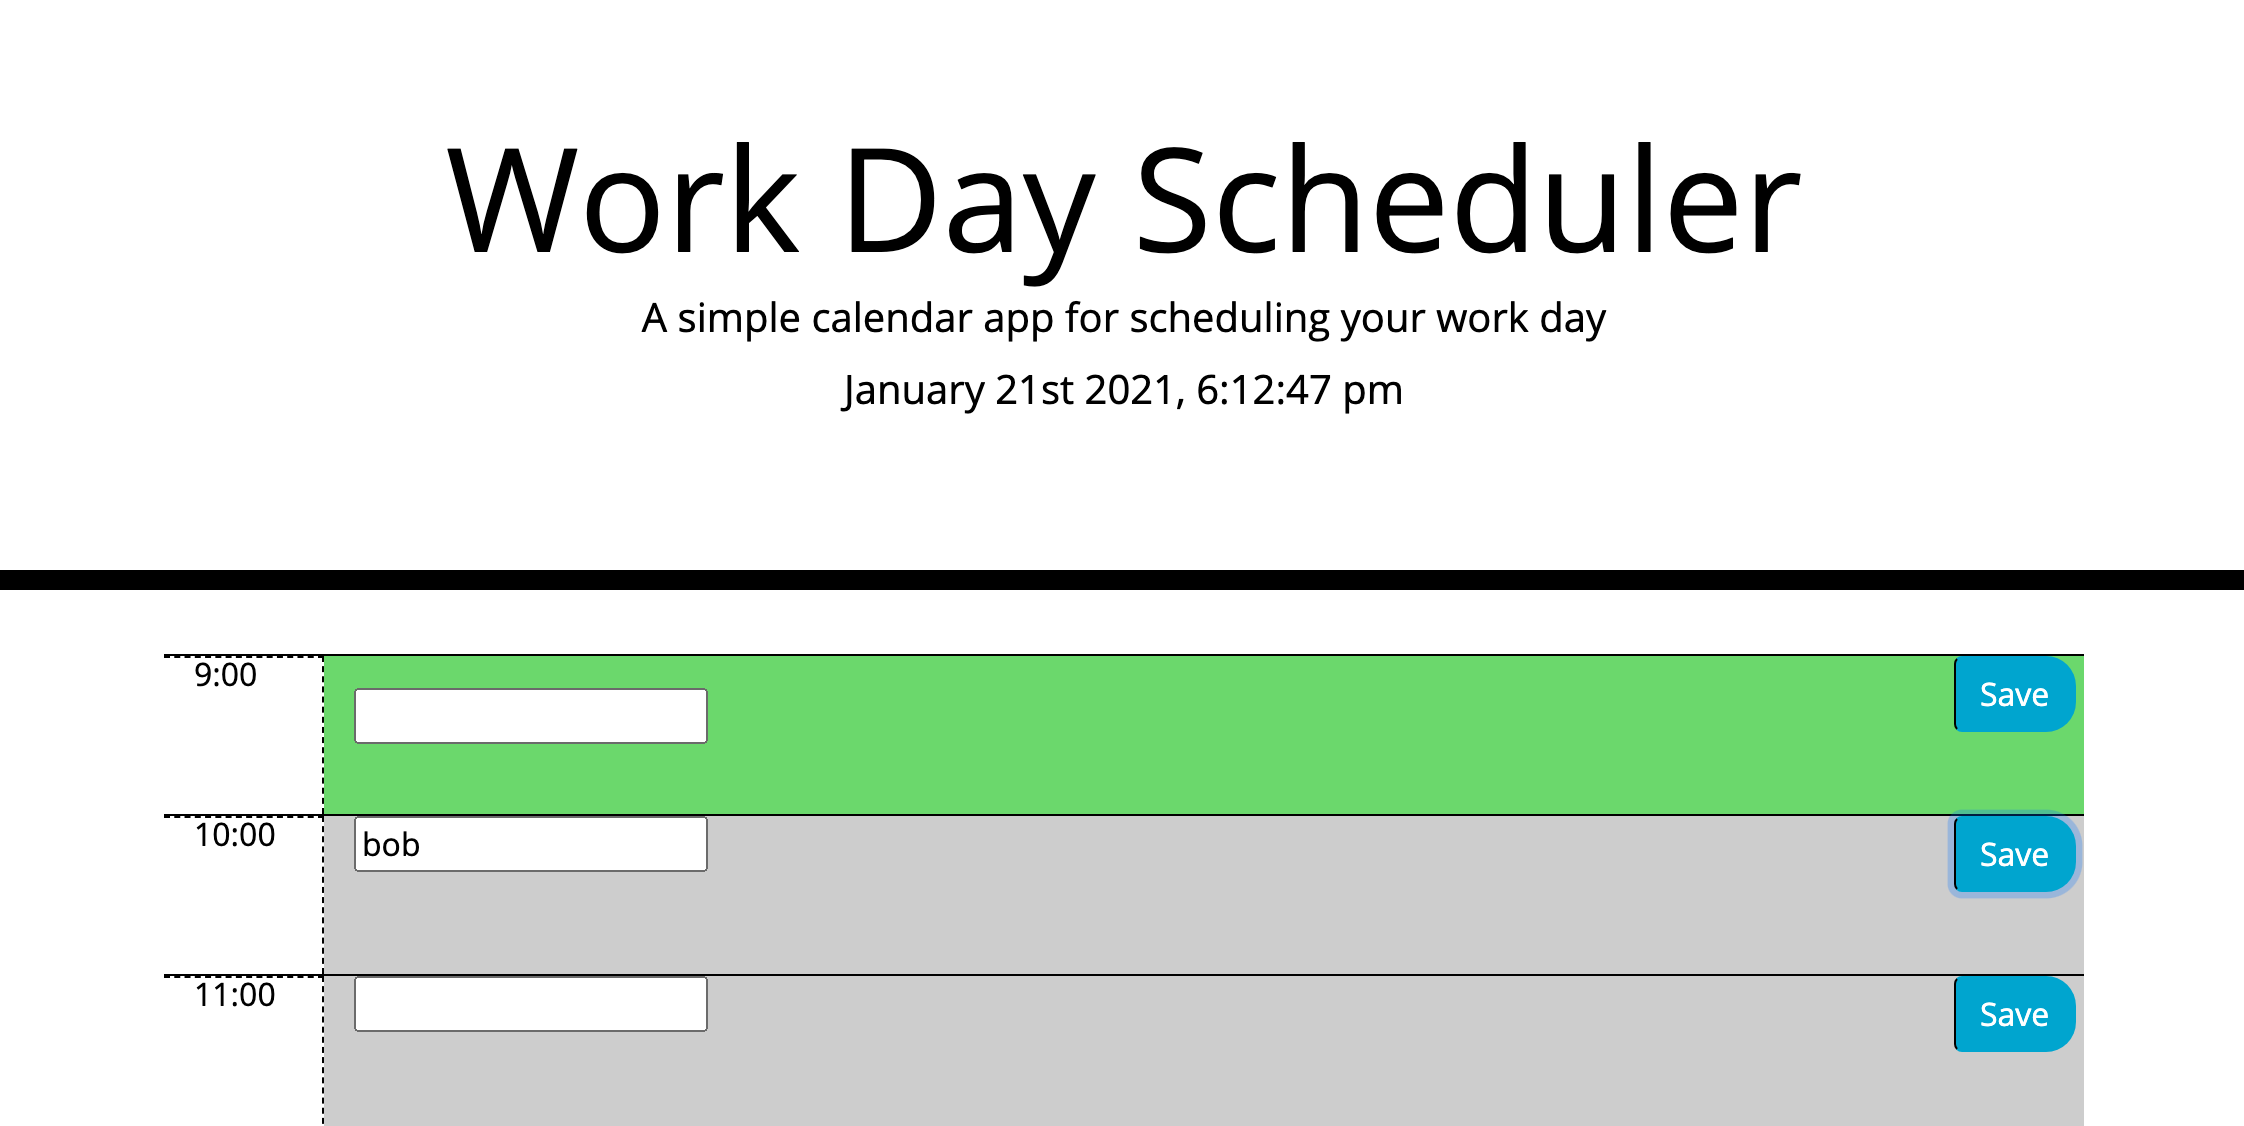 Work Day Scheduler
A simple calendar app for scheduling your work day
January 21st 2021, 6:12:47 pm
9:00
Save
10:00
bob
Save
11:00
Save